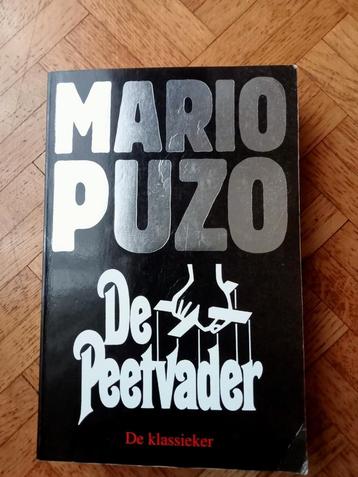 MARIO
PUZO
De
Peetvader
De klassieker